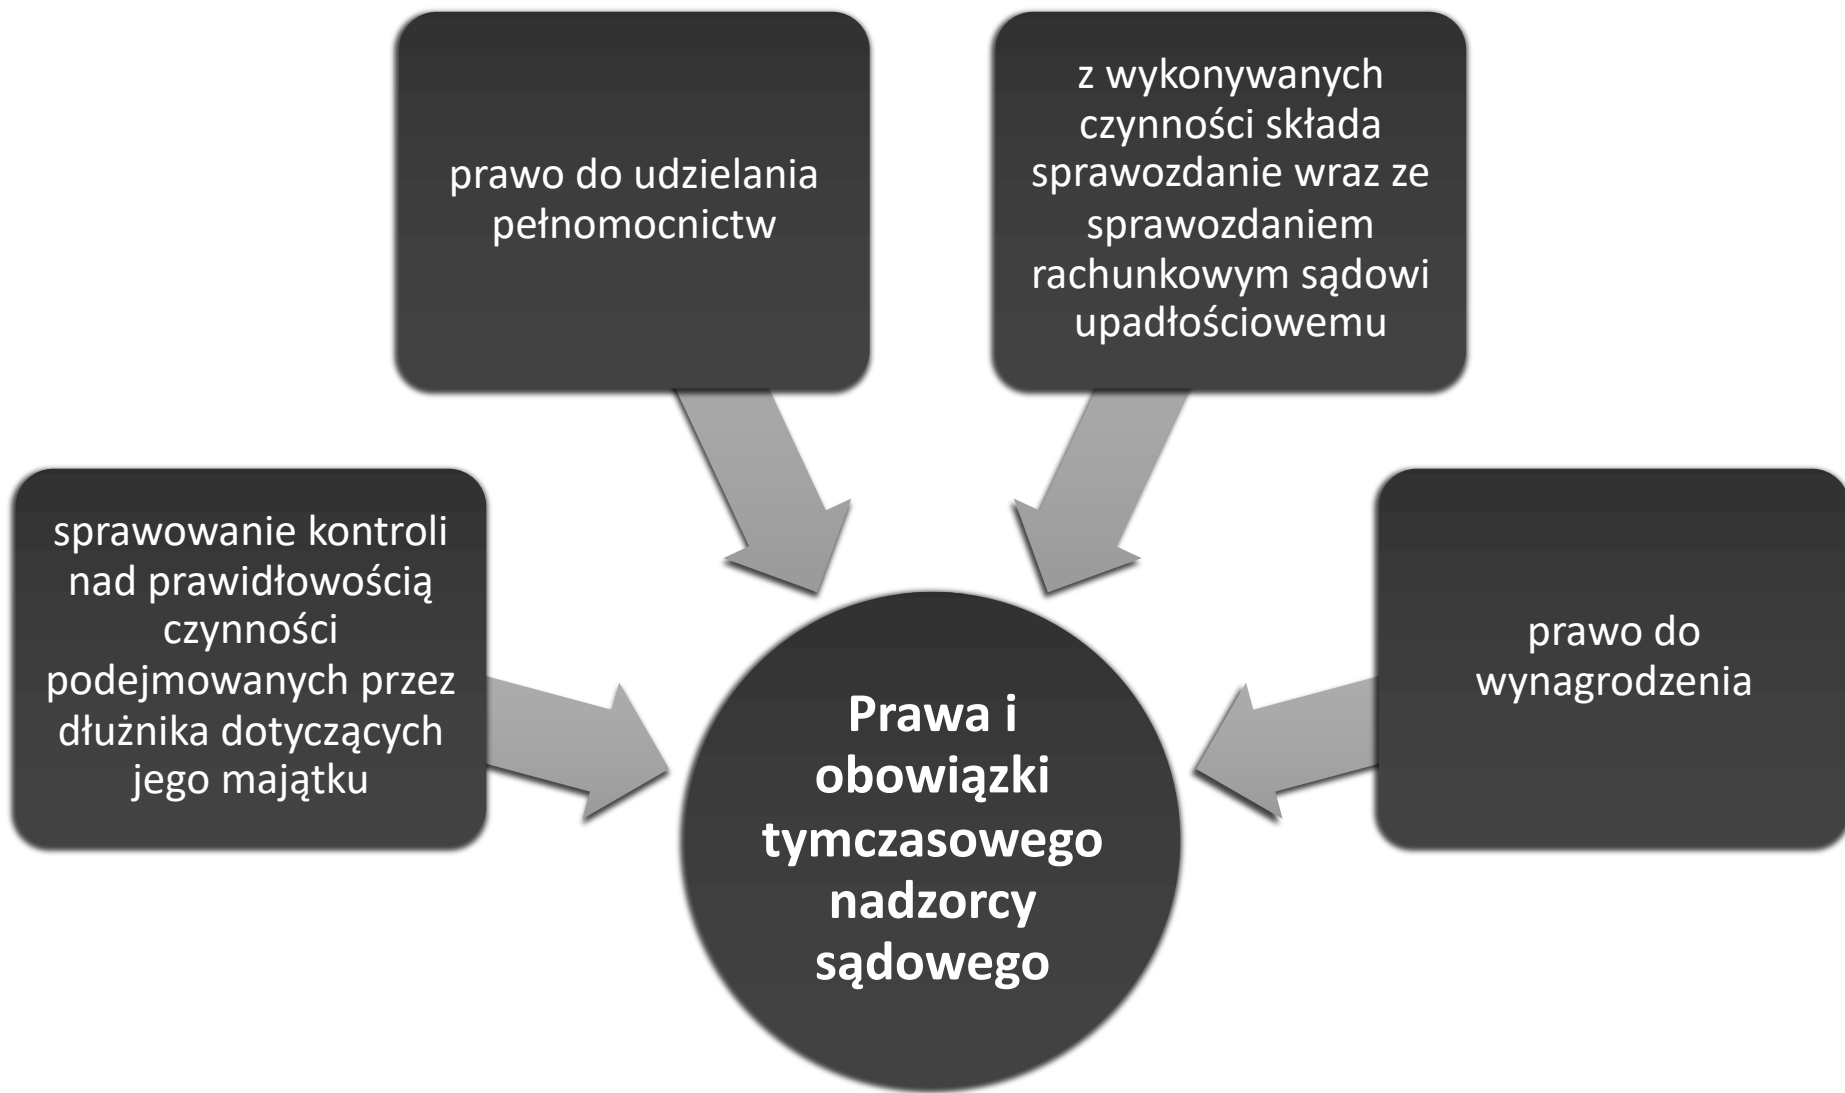 prawo do udzielania
pełnomocnictw
z wykonywanych
czynności składa
sprawozdanie wraz ze
sprawozdaniem
rachunkowym sądowi
upadłościowemu
sprawowanie kontroli
nad prawidłowością
czynności
podejmowanych przez
dłużnika dotyczących
jego majątku
prawo do
wynagrodzenia
Prawa i
obowiązki
tymczasowego
nadzorcy
sądowego